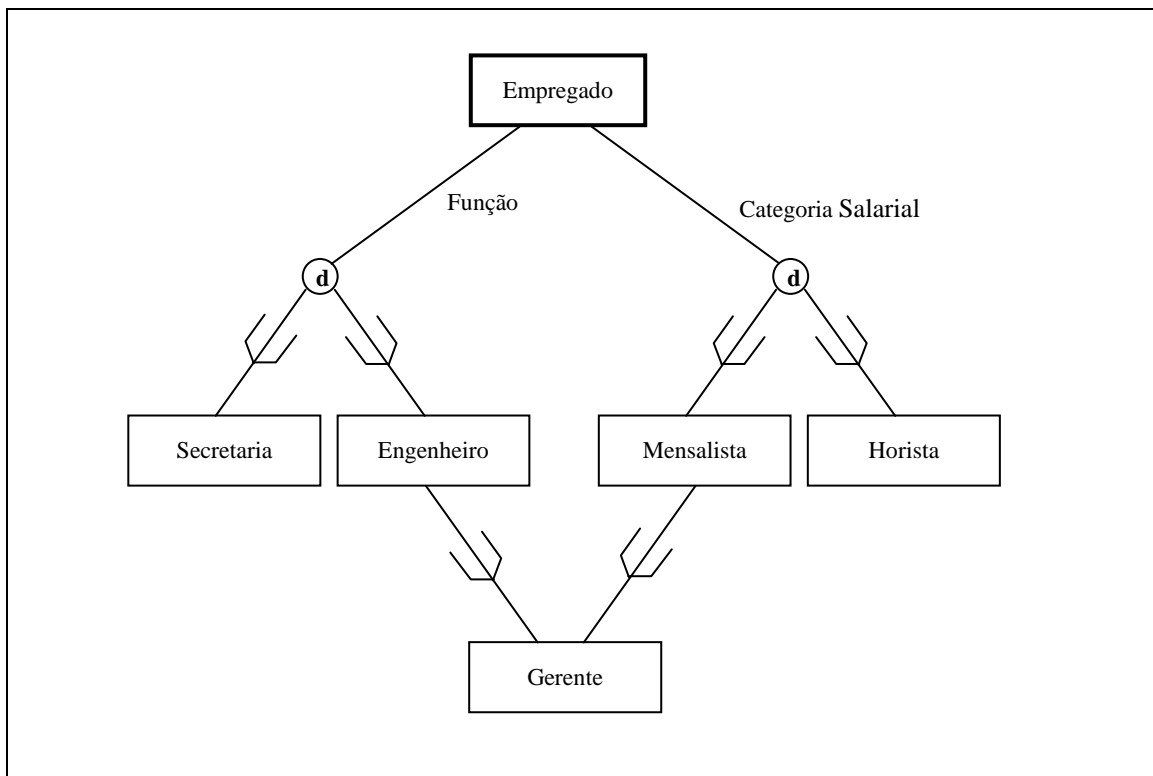 Empregado
Função
Categoria Salarial
d
d
Secretaria
Engenheiro
Mensalista
Horista
Gerente